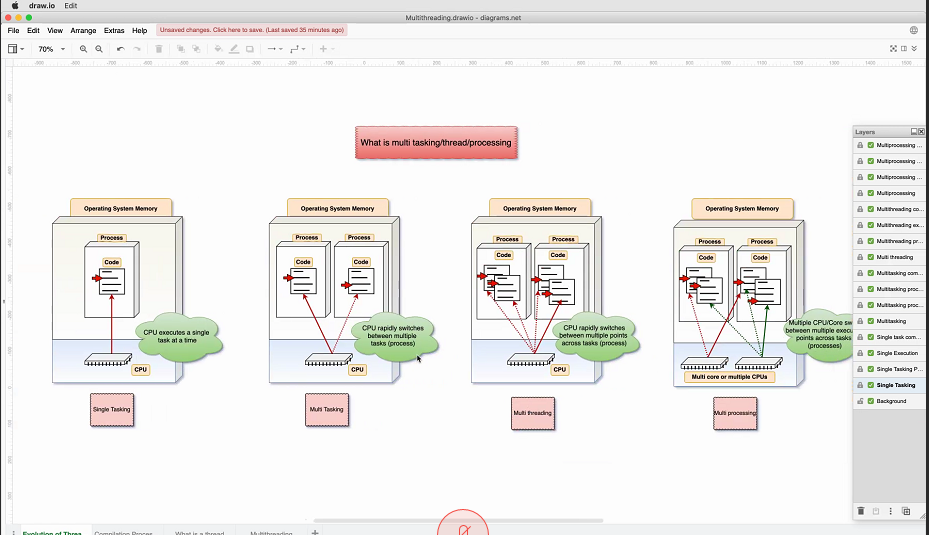 draw.io Edit
Multithreading.drawio - diagrams.net
File Edit View Arrange Extras Help Unsaved changes. Click here to save. (Last saved 35 minutes ago)
70%
What is multi tasking/thread/processing
Operating System Memory
Process
Code
CPU executes a single
task at a time
CPU
Single Tasking
Operating System Memory
Process Process
Code Code
CPU rapidly switches
between multiple
tasks (process)
CPU
Multi Tasking
Operating System Memory
Process Process
Code Code
CPU rapidly switches
between multiple points
across tasks (process)
CPU
Multi threading
Operating System Memory
Process Process
Code Code
Multiple CPU/Core sw
between multiple execu
points across tasks
(processes)
Multi core or multiple CPUs
Multi processing
Layers
Multiprocessing ...
Multiprocessing ...
Multiprocessing ...
Multiprocessing
Multithreading co...
Multithreading ex...
Multithreading pr...
Multi threading
Multitasking com...
Multitasking proc...
Multitasking proc...
Multitasking
Single task com...
Single Execution
Single Tasking P...
Single Tasking
Background
Evolution of Threa Compilation Proces What is a thread Multithreading